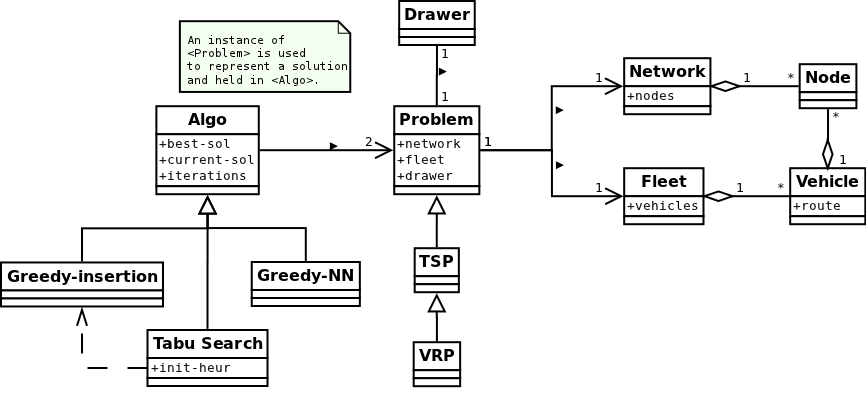 Drawer
1
1
An instance of
<Problem> is used
to represent a solution
and held in <Algo>.
Algo
+best-sol
+current-sol
+iterations
2
Problem
+network
+fleet
+drawer
1
1
Network
+nodes
1
*
Node
*
1
1
Fleet
+vehicles
1
*
Vehicle
+route
Greedy-insertion
Greedy-NN
TSP
Tabu Search
+init-heur
VRP